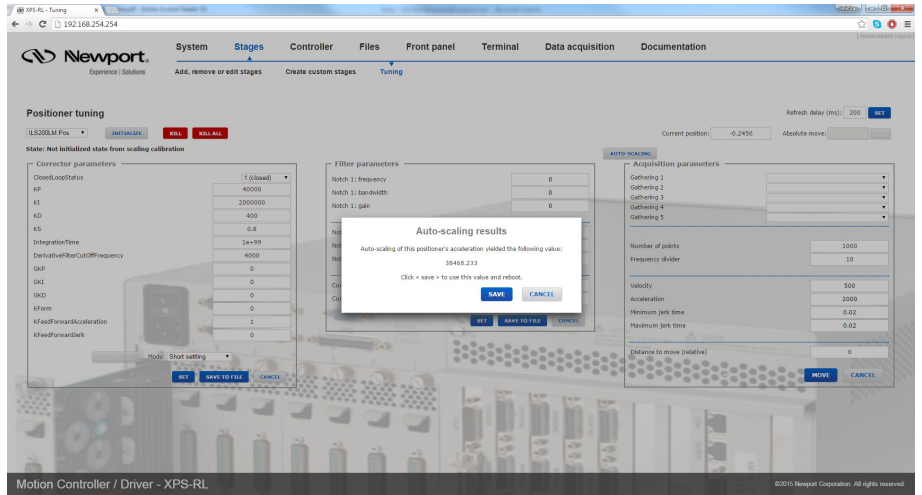 XPS-RL - Tuning
192.168.254.254
[ Administrator logout ]
System Stages Controller Files Front panel Terminal Data acquisition Documentation
Newport®
Experience | Solutions
Add, remove or edit stages Create custom stages Tuning
Positioner tuning
Refresh delay (ms): 200 SET
ILS200LM.Pos INITIALIZE KILL KILL ALL
Current position: -0.2456 Absolute move:
State: Not initialized state from scaling calibration
AUTO-SCALING
Corrector parameters
ClosedLoopStatus 1 (closed)
KP 40000
KI 2000000
KD 400
KS 0.8
IntegrationTime 1e+99
DerivativeFilterCutOffFrequency 4000
GKP 0
GKI 0
GKD 0
KForm 0
KFeedForwardAcceleration 1
KFeedForwardJerk 0
Mode: Short settling
SET SAVE TO FILE CANCEL
Filter parameters
Notch 1: frequency 0
Notch 1: bandwidth 0
Notch 1: gain 0
Auto-scaling results
Auto-scaling of this positioner's acceleration yielded the following value:
38468.233
Click « save » to use this value and reboot.
SAVE CANCEL
SET SAVE TO FILE CANCEL
Acquisition parameters
Gathering 1
Gathering 2
Gathering 3
Gathering 4
Gathering 5
Number of points 1000
Frequency divider 10
Velocity 500
Acceleration 2000
Minimum jerk time 0.02
Maximum jerk time 0.02
Distance to move (relative) 0
MOVE CANCEL
Motion Controller / Driver - XPS-RL
©2015 Newport Corporation. All rights reserved.